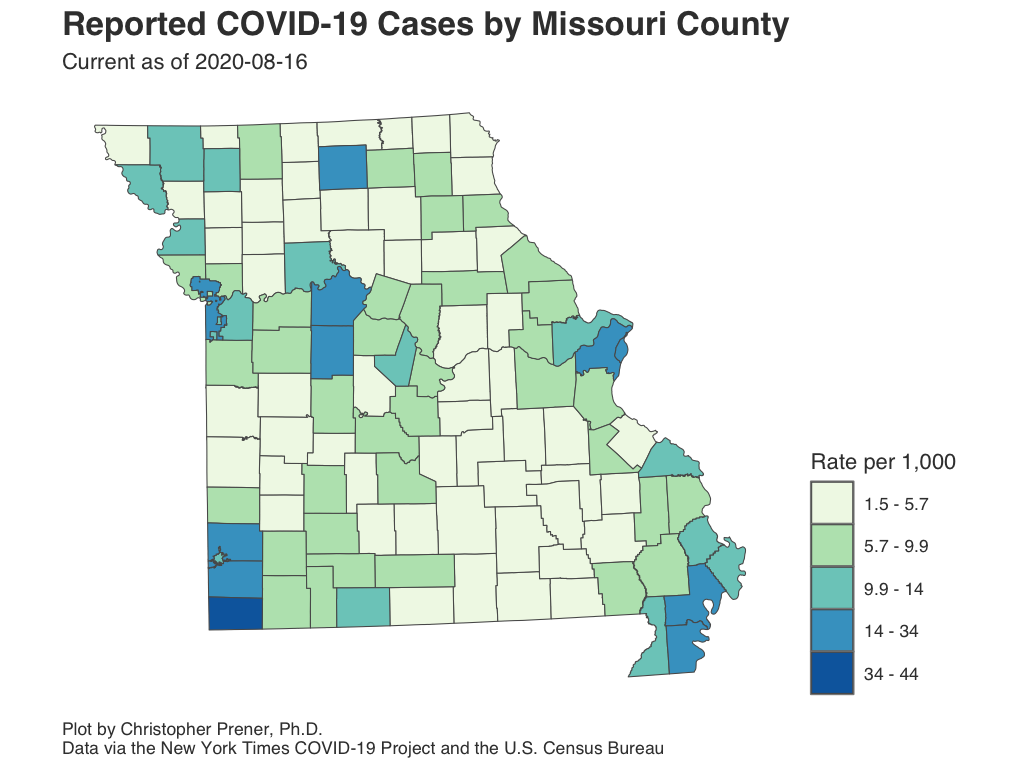 Reported COVID-19 Cases by Missouri County
Current as of 2020-08-16
Rate per 1,000
1.5 - 5.7
5.7 - 9.9
9.9 - 14
14 - 34
34 - 44
Plot by Christopher Prener, Ph.D.
Data via the New York Times COVID-19 Project and the U.S. Census Bureau